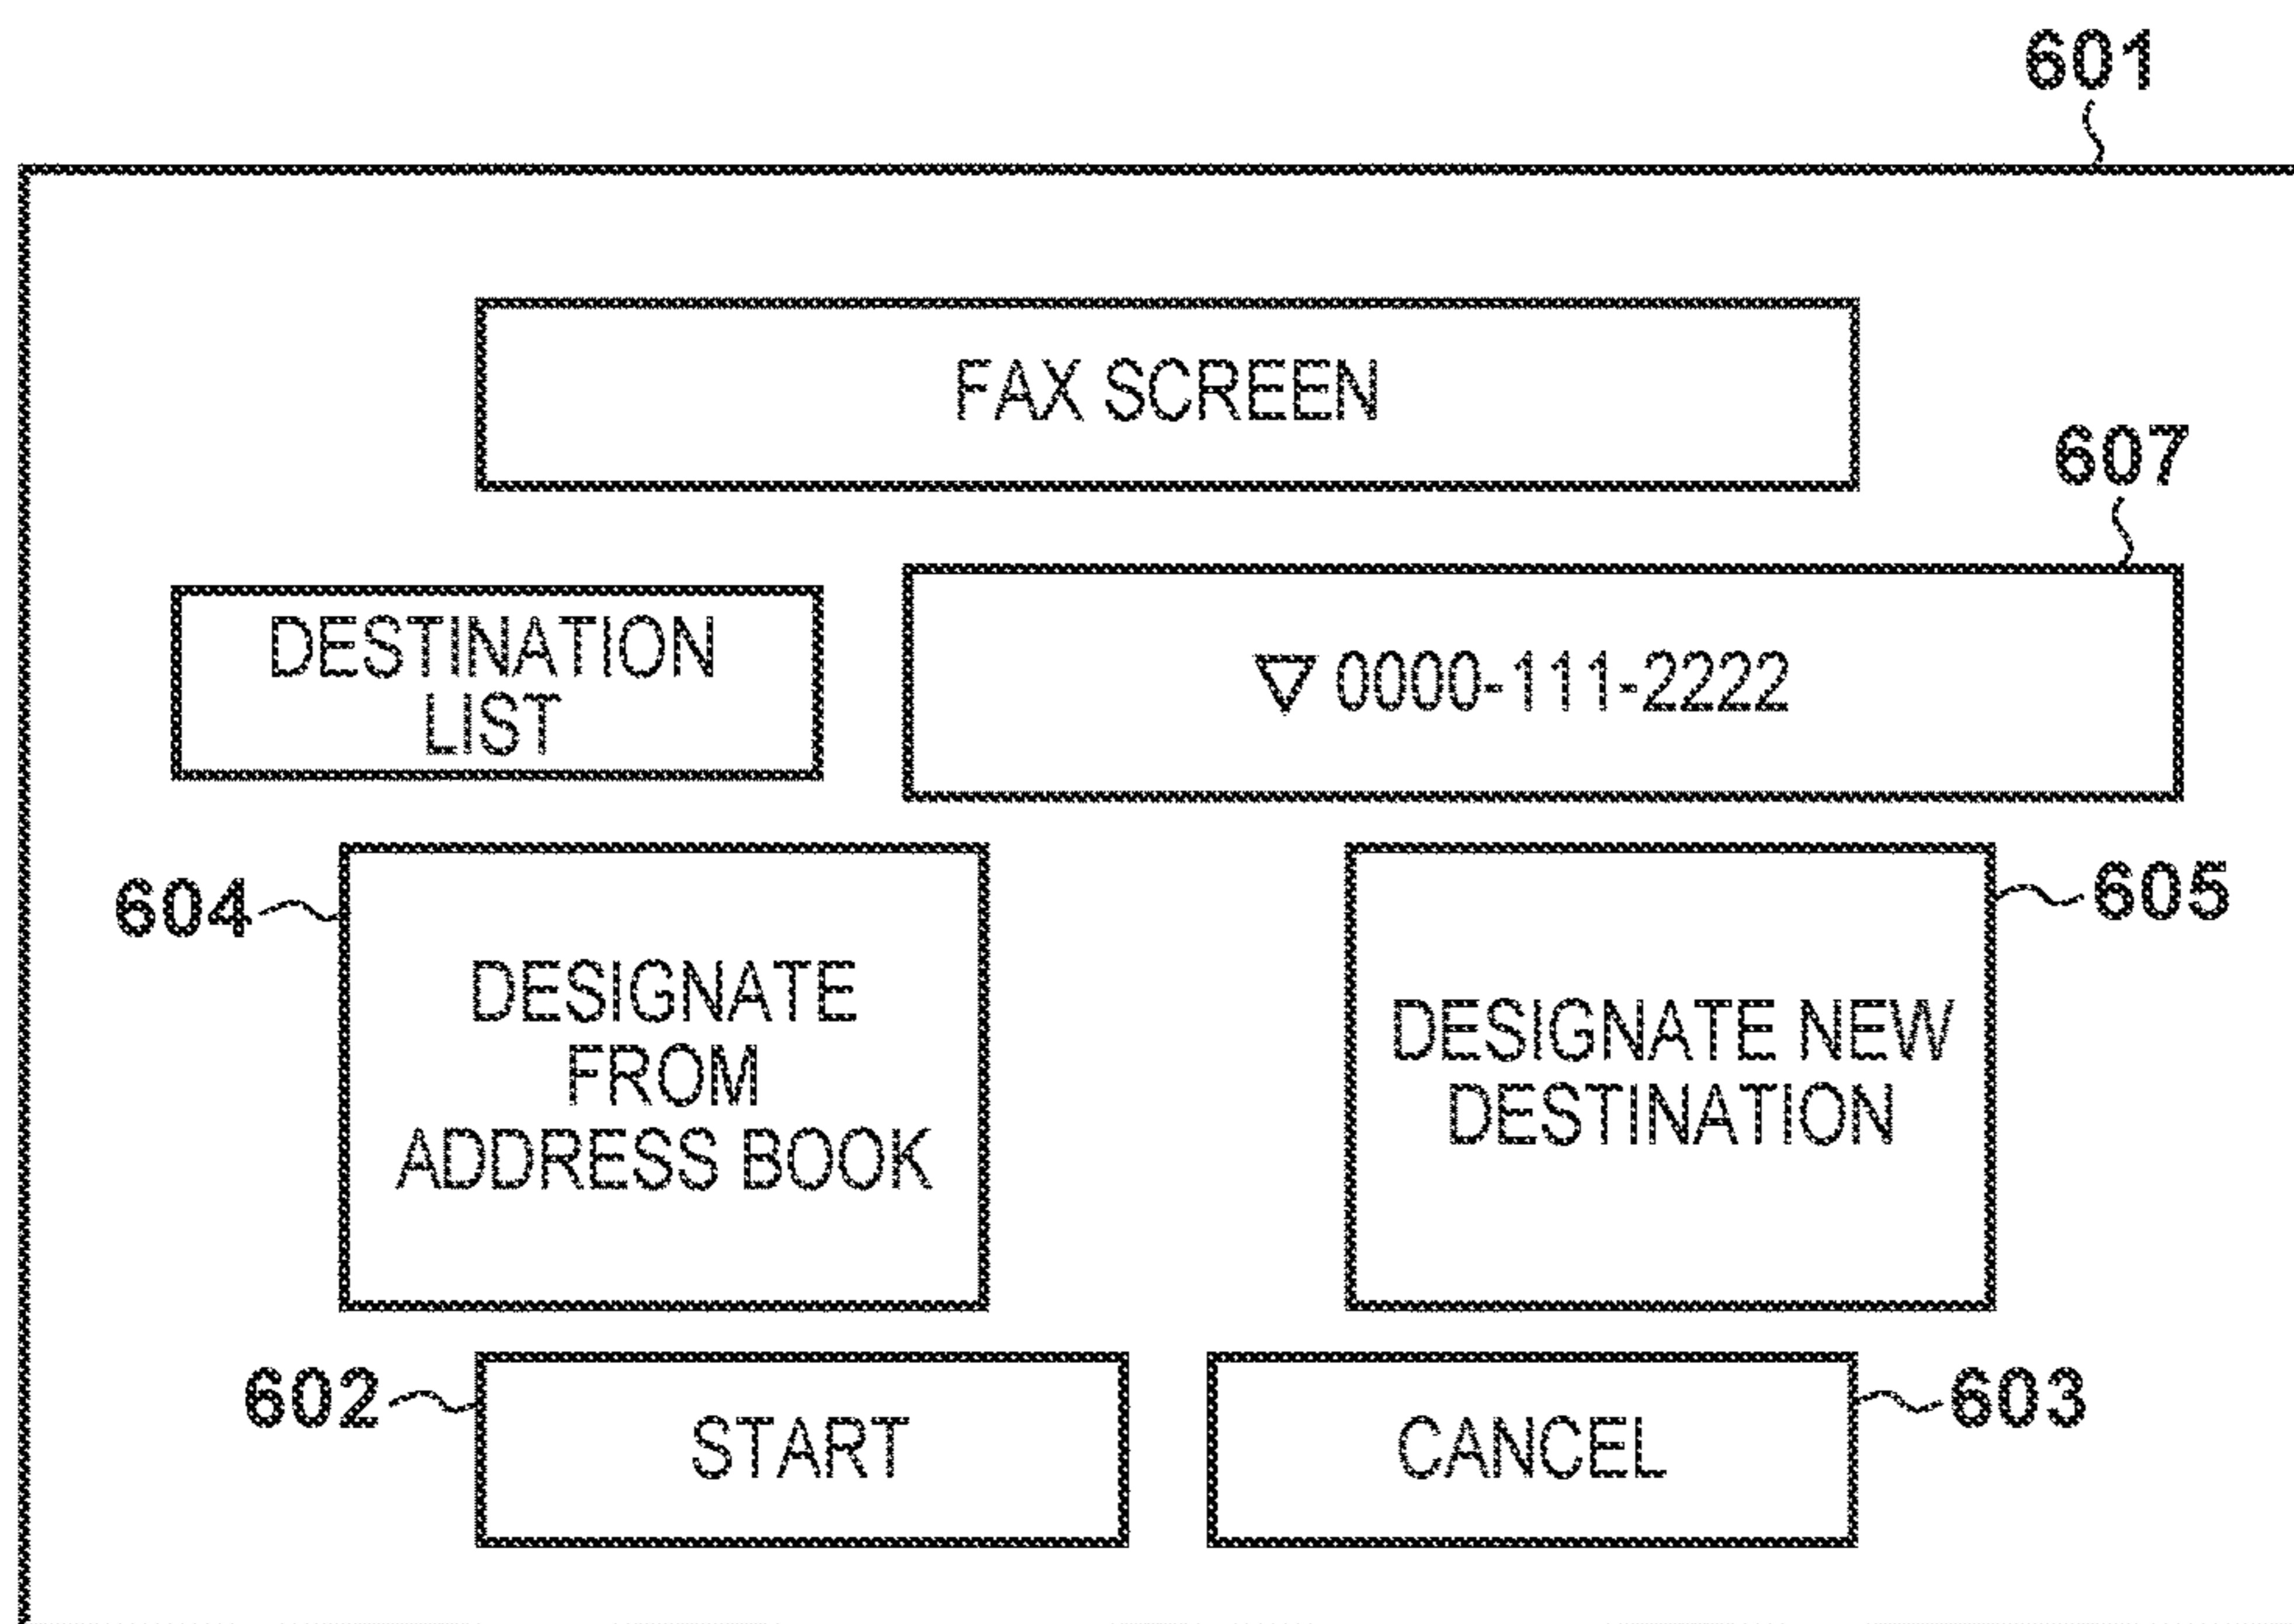 601
FAX SCREEN
607
DESTINATION
LIST
▽ 0000-111-2222
604
605
DESIGNATE
FROM
ADDRESS BOOK
DESIGNATE NEW
DESTINATION
602
START
CANCEL
603